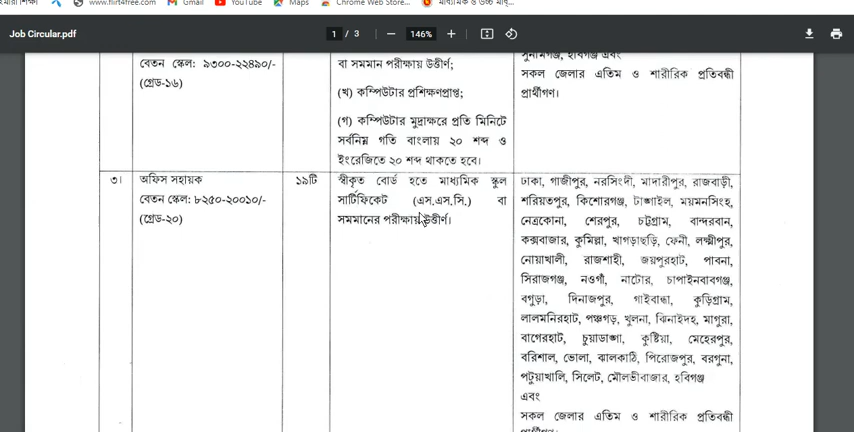 www.flirt4free.com
Gmail
YouTube
Maps
Chrome Web Store...
Job Circular.pdf
1 / 3
146%
বেতন স্কেল: ৯৩০০-২২৪৯০/-
(গ্রেড-১৬)
বা সমমান পরীক্ষায় উত্তীর্ণ;
(খ) কম্পিউটার প্রশিক্ষণপ্রাপ্ত;
(গ) কম্পিউটার মুদ্রাক্ষরে প্রতি মিনিটে
সর্বনিম্ন গতি বাংলায় ২০ শব্দ ও
ইংরেজিতে ২০ শব্দ থাকতে হবে।
সুনামগঞ্জ, হবিগঞ্জ এবং
সকল জেলার এতিম ও শারীরিক প্রতিবন্ধী
প্রার্থীগণ।
৩।
অফিস সহায়ক
বেতন স্কেল: ৮২৫০-২০০১০/-
(গ্রেড-২০)
১৯টি
স্বীকৃত বোর্ড হতে মাধ্যমিক স্কুল
সার্টিফিকেট (এস.এস.সি.) বা
সমমানের পরীক্ষায় উত্তীর্ণ।
ঢাকা, গাজীপুর, নরসিংদী, মাদারীপুর, রাজবাড়ী,
শরিয়তপুর, কিশোরগঞ্জ, টাঙ্গাইল, ময়মনসিংহ,
নেত্রকোনা, শেরপুর, চট্টগ্রাম, বান্দরবান,
কক্সবাজার, কুমিল্লা, খাগড়াছড়ি, ফেনী, লক্ষ্মীপুর,
নোয়াখালী, রাজশাহী, জয়পুরহাট, পাবনা,
সিরাজগঞ্জ, নওগাঁ, নাটোর, চাপাইনবাবগঞ্জ,
বগুড়া, দিনাজপুর, গাইবান্ধা, কুড়িগ্রাম,
লালমনিরহাট, পঞ্চগড়, খুলনা, ঝিনাইদহ, মাগুরা,
বাগেরহাট, চুয়াডাঙ্গা, কুষ্টিয়া, মেহেরপুর,
বরিশাল, ভোলা, ঝালকাঠি, পিরোজপুর, বরগুনা,
পটুয়াখালি, সিলেট, মৌলভীবাজার, হবিগঞ্জ
এবং
সকল জেলার এতিম ও শারীরিক প্রতিবন্ধী